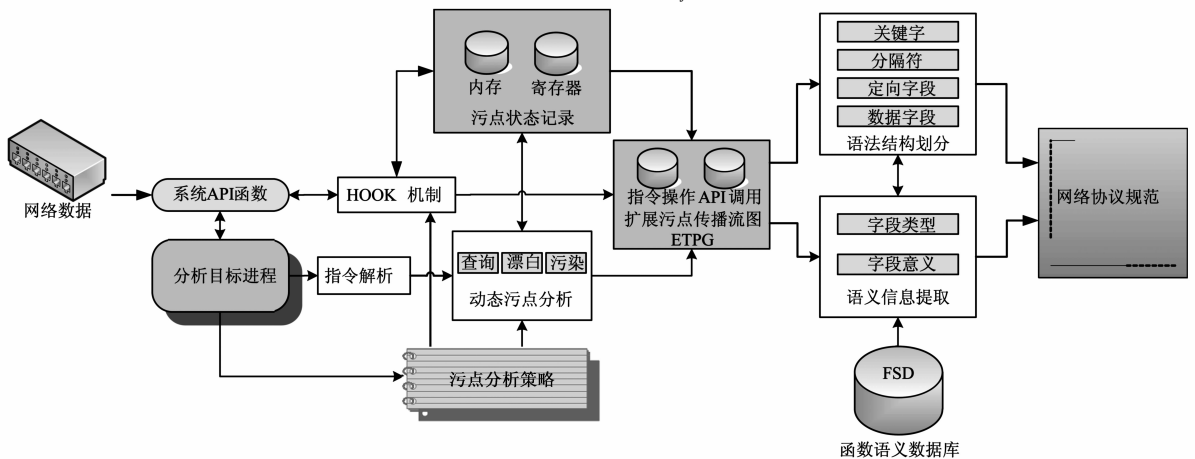 网络数据
系统API函数
分析目标进程
HOOK 机制
指令解析
内存
寄存器
污点状态记录
查询
漂白
污染
动态污点分析
污点分析策略
指令操作 API 调用
扩展污点传播流图
ETPG
关键字
分隔符
定向字段
数据字段
语法结构划分
字段类型
字段意义
语义信息提取
FSD
函数语义数据库
网络协议规范